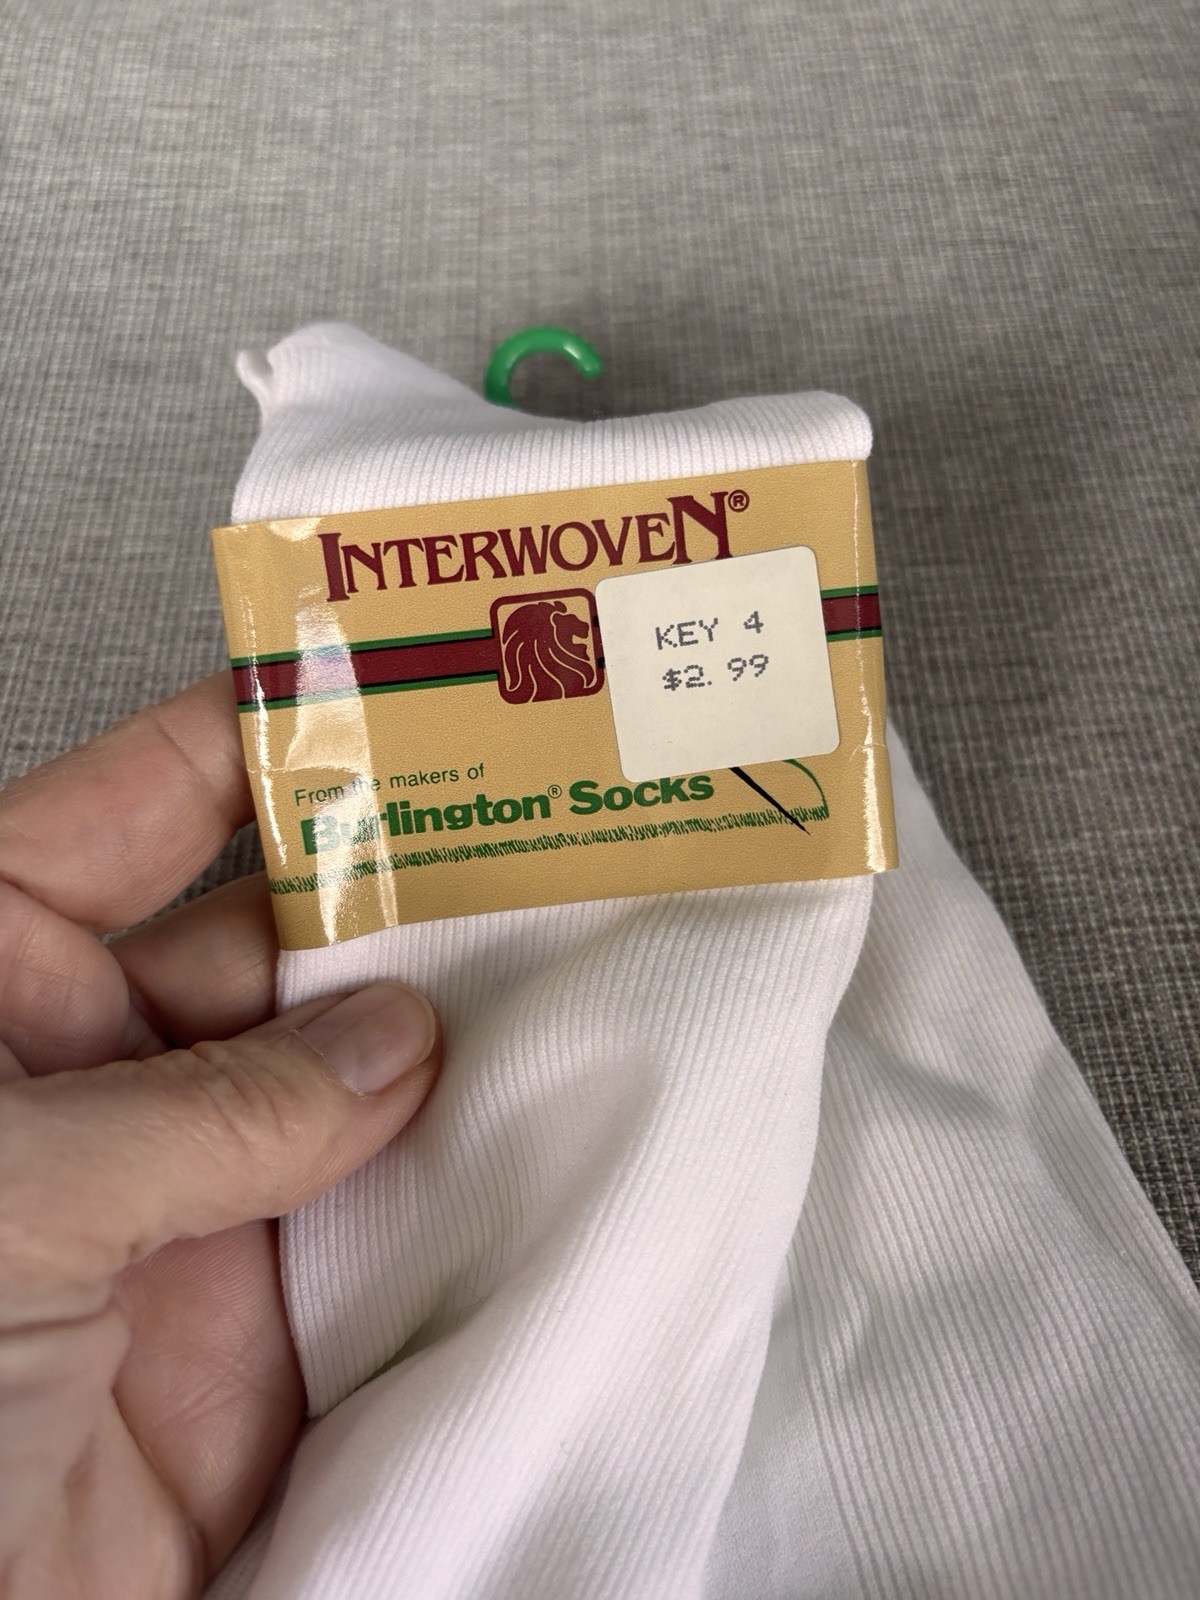 INTERWOVEN®
KEY 4
$2.99
From the makers of
Burlington® Socks